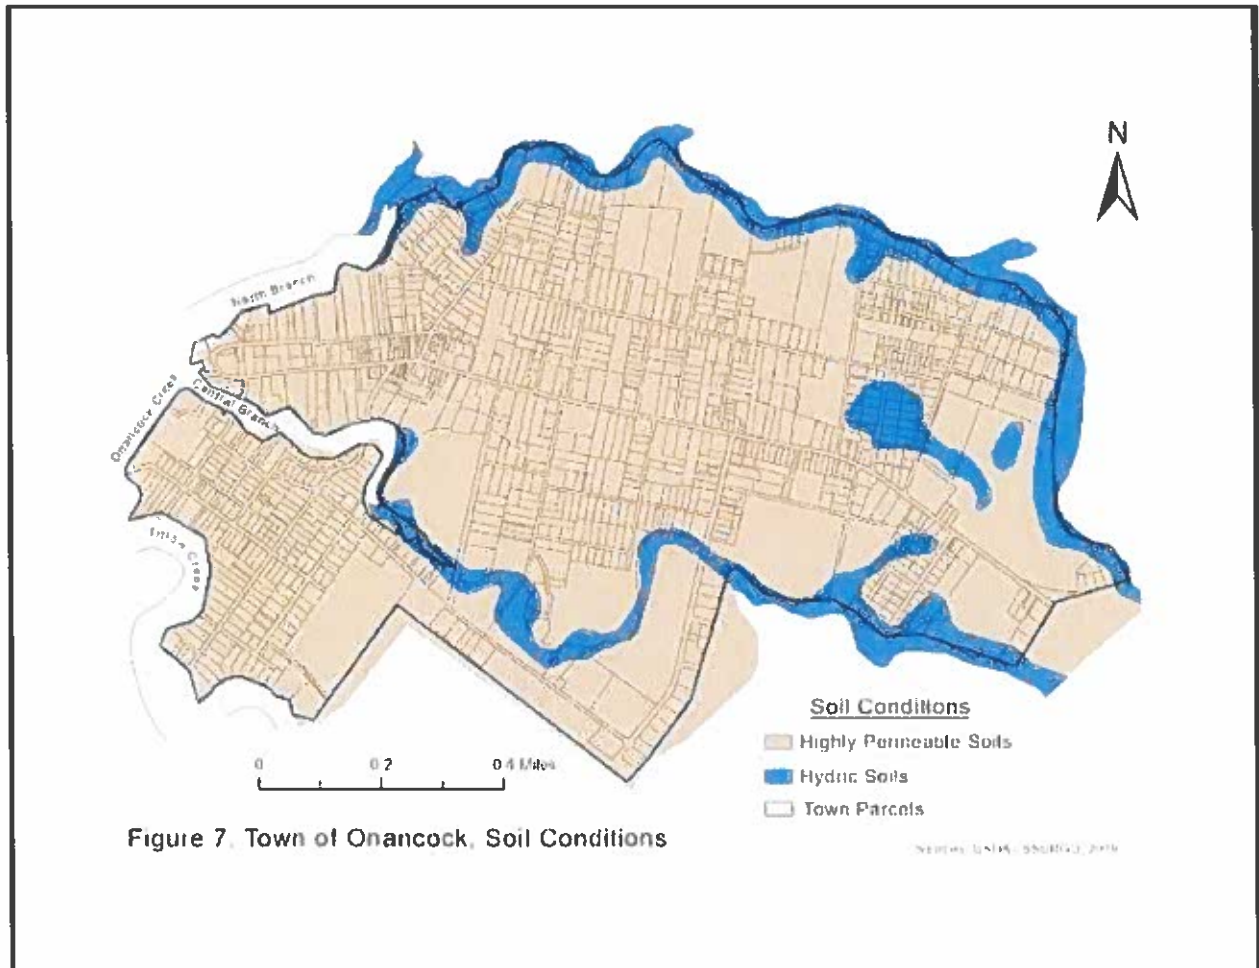 N
North Branch
Onancock Creek
Central Branch
Creek
Soil Conditions
Highly Permeable Soils
Hydric Soils
Town Parcels
0 0.2 0.4 Miles
Figure 7. Town of Onancock, Soil Conditions